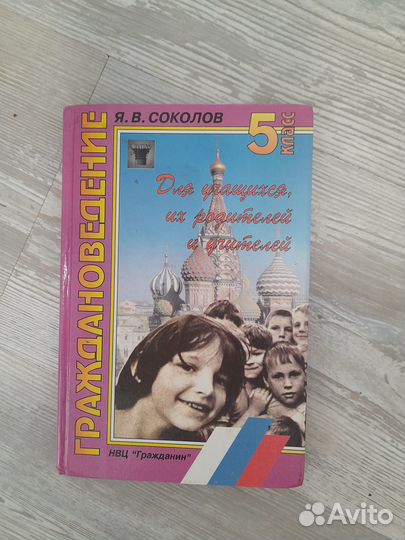 Я. В. СОКОЛОВ
5 класс
ГРАЖДАНОВЕДЕНИЕ
Для учащихся,
их родителей
и учителей
НВЦ "Гражданин"
Avito